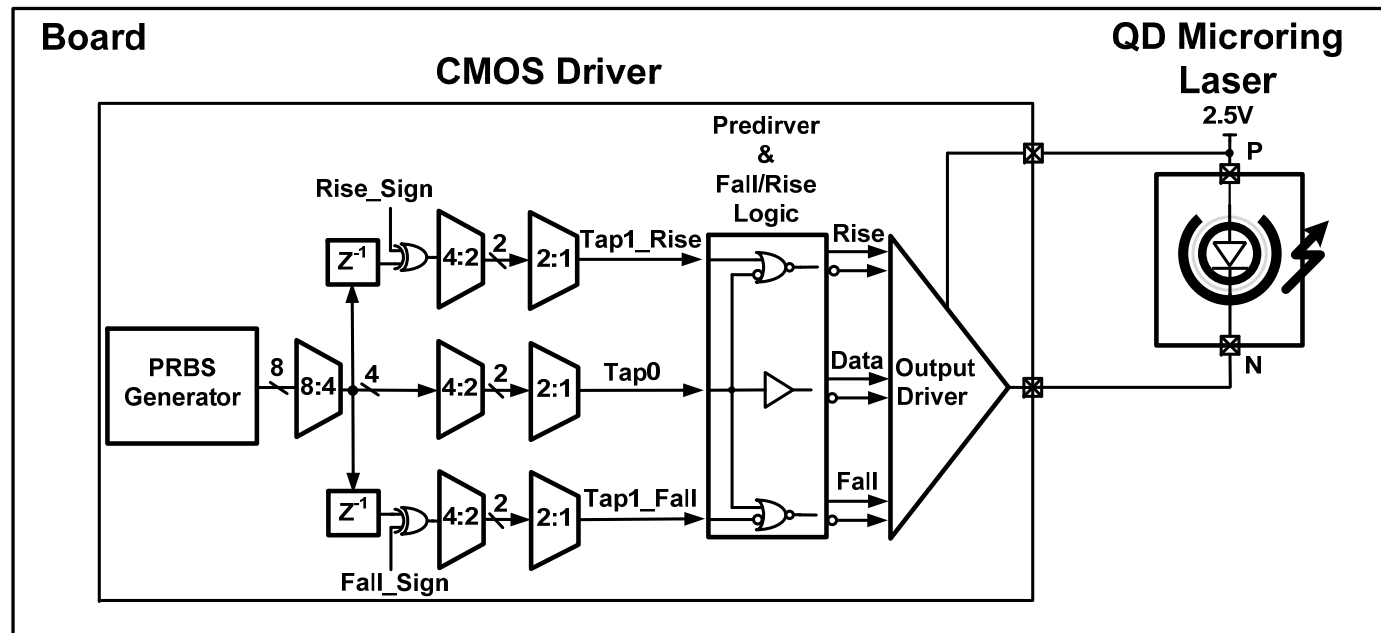 Board
CMOS Driver
QD Microring
Laser
2.5V
P
N
Predirver
&
Fall/Rise
Logic
Rise_Sign
Z-1
4:2
2
2:1
Tap1_Rise
Rise
PRBS
Generator
8
8:4
4
4:2
2
2:1
Tap0
Data
Output
Driver
Z-1
4:2
2
2:1
Tap1_Fall
Fall
Fall_Sign